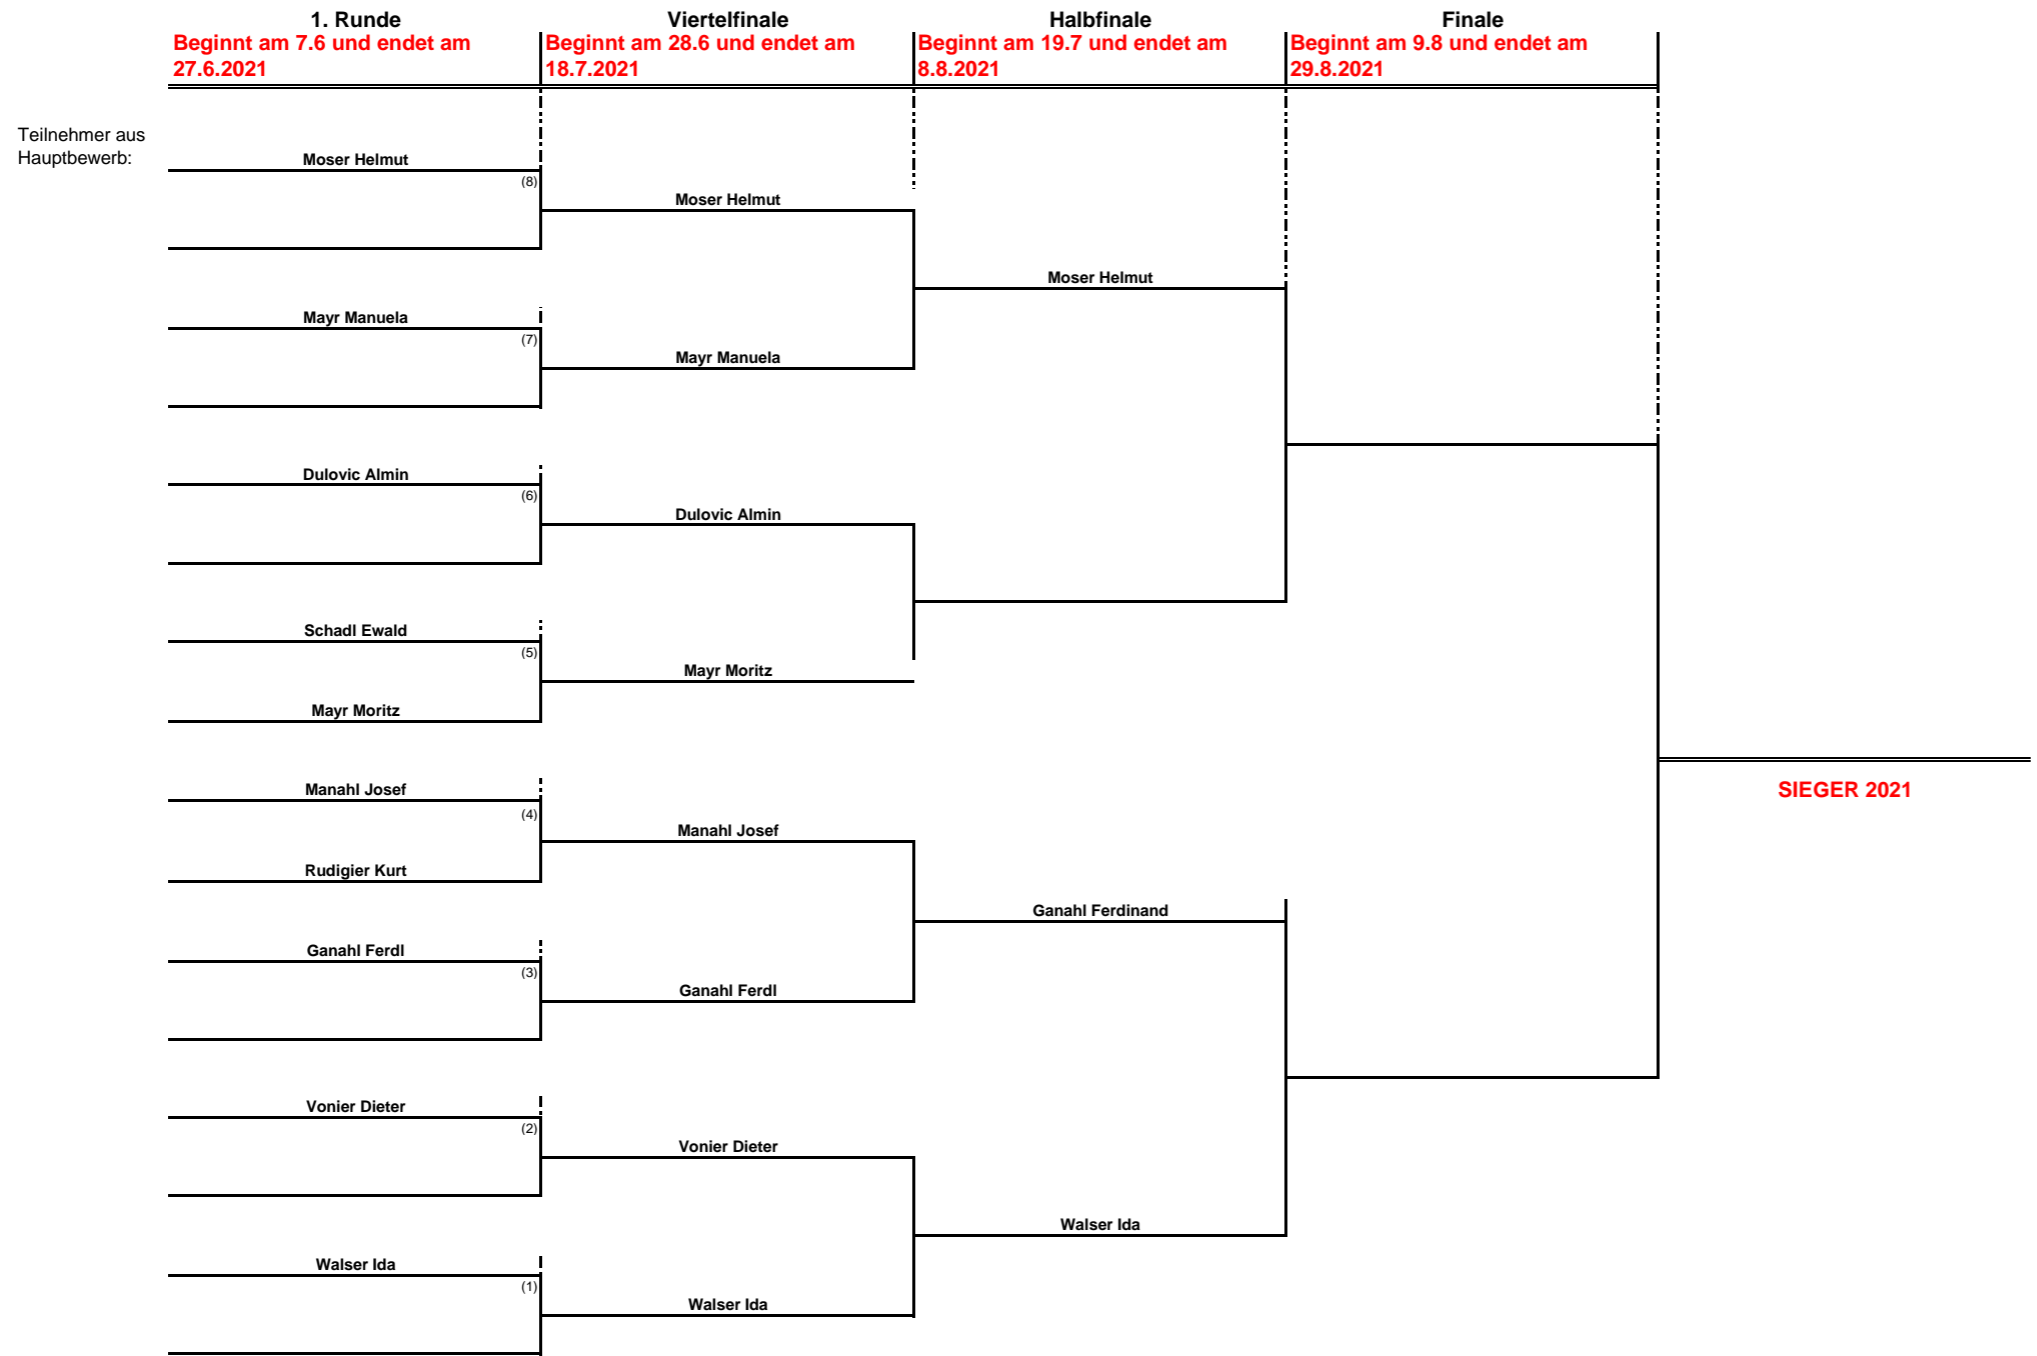 1. Runde
Viertelfinale
Halbfinale
Finale
Beginnt am 7.6 und endet am
27.6.2021
Beginnt am 28.6 und endet am
18.7.2021
Beginnt am 19.7 und endet am
8.8.2021
Beginnt am 9.8 und endet am
29.8.2021
Teilnehmer aus
Hauptbewerb:
Moser Helmut
(8)
Moser Helmut
Moser Helmut
Mayr Manuela
(7)
Mayr Manuela
Dulovic Almin
(6)
Dulovic Almin
Schadl Ewald
(5)
Mayr Moritz
Mayr Moritz
Manahl Josef
(4)
Manahl Josef
SIEGER 2021
Rudigier Kurt
Ganahl Ferdinand
Ganahl Ferdl
(3)
Ganahl Ferdl
Vonier Dieter
(2)
Vonier Dieter
Walser Ida
Walser Ida
(1)
Walser Ida